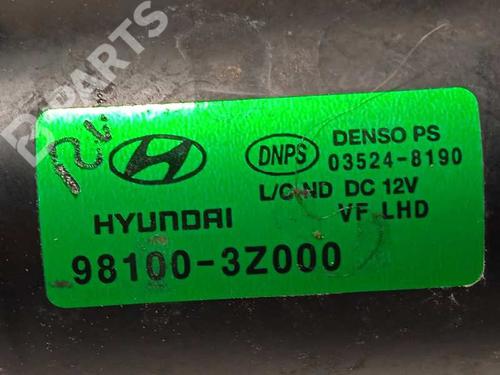 B-PARTS
DNPS
DENSO PS
03524-8190
L/C ND DC 12V
HYUNDAI
VF LHD
98100-3Z000